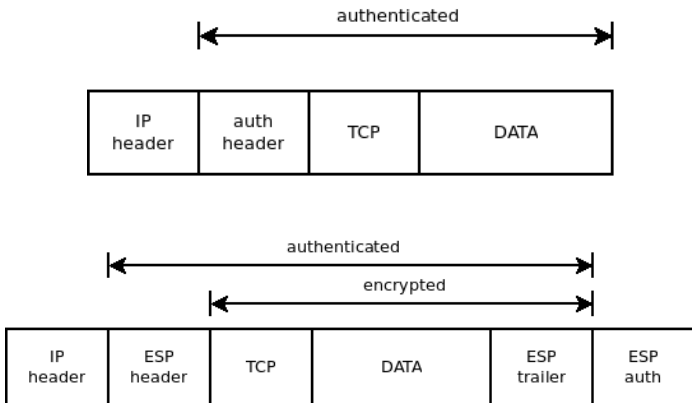 authenticated
IP header
auth header
TCP
DATA
authenticated
encrypted
IP header
ESP header
TCP
DATA
ESP trailer
ESP auth